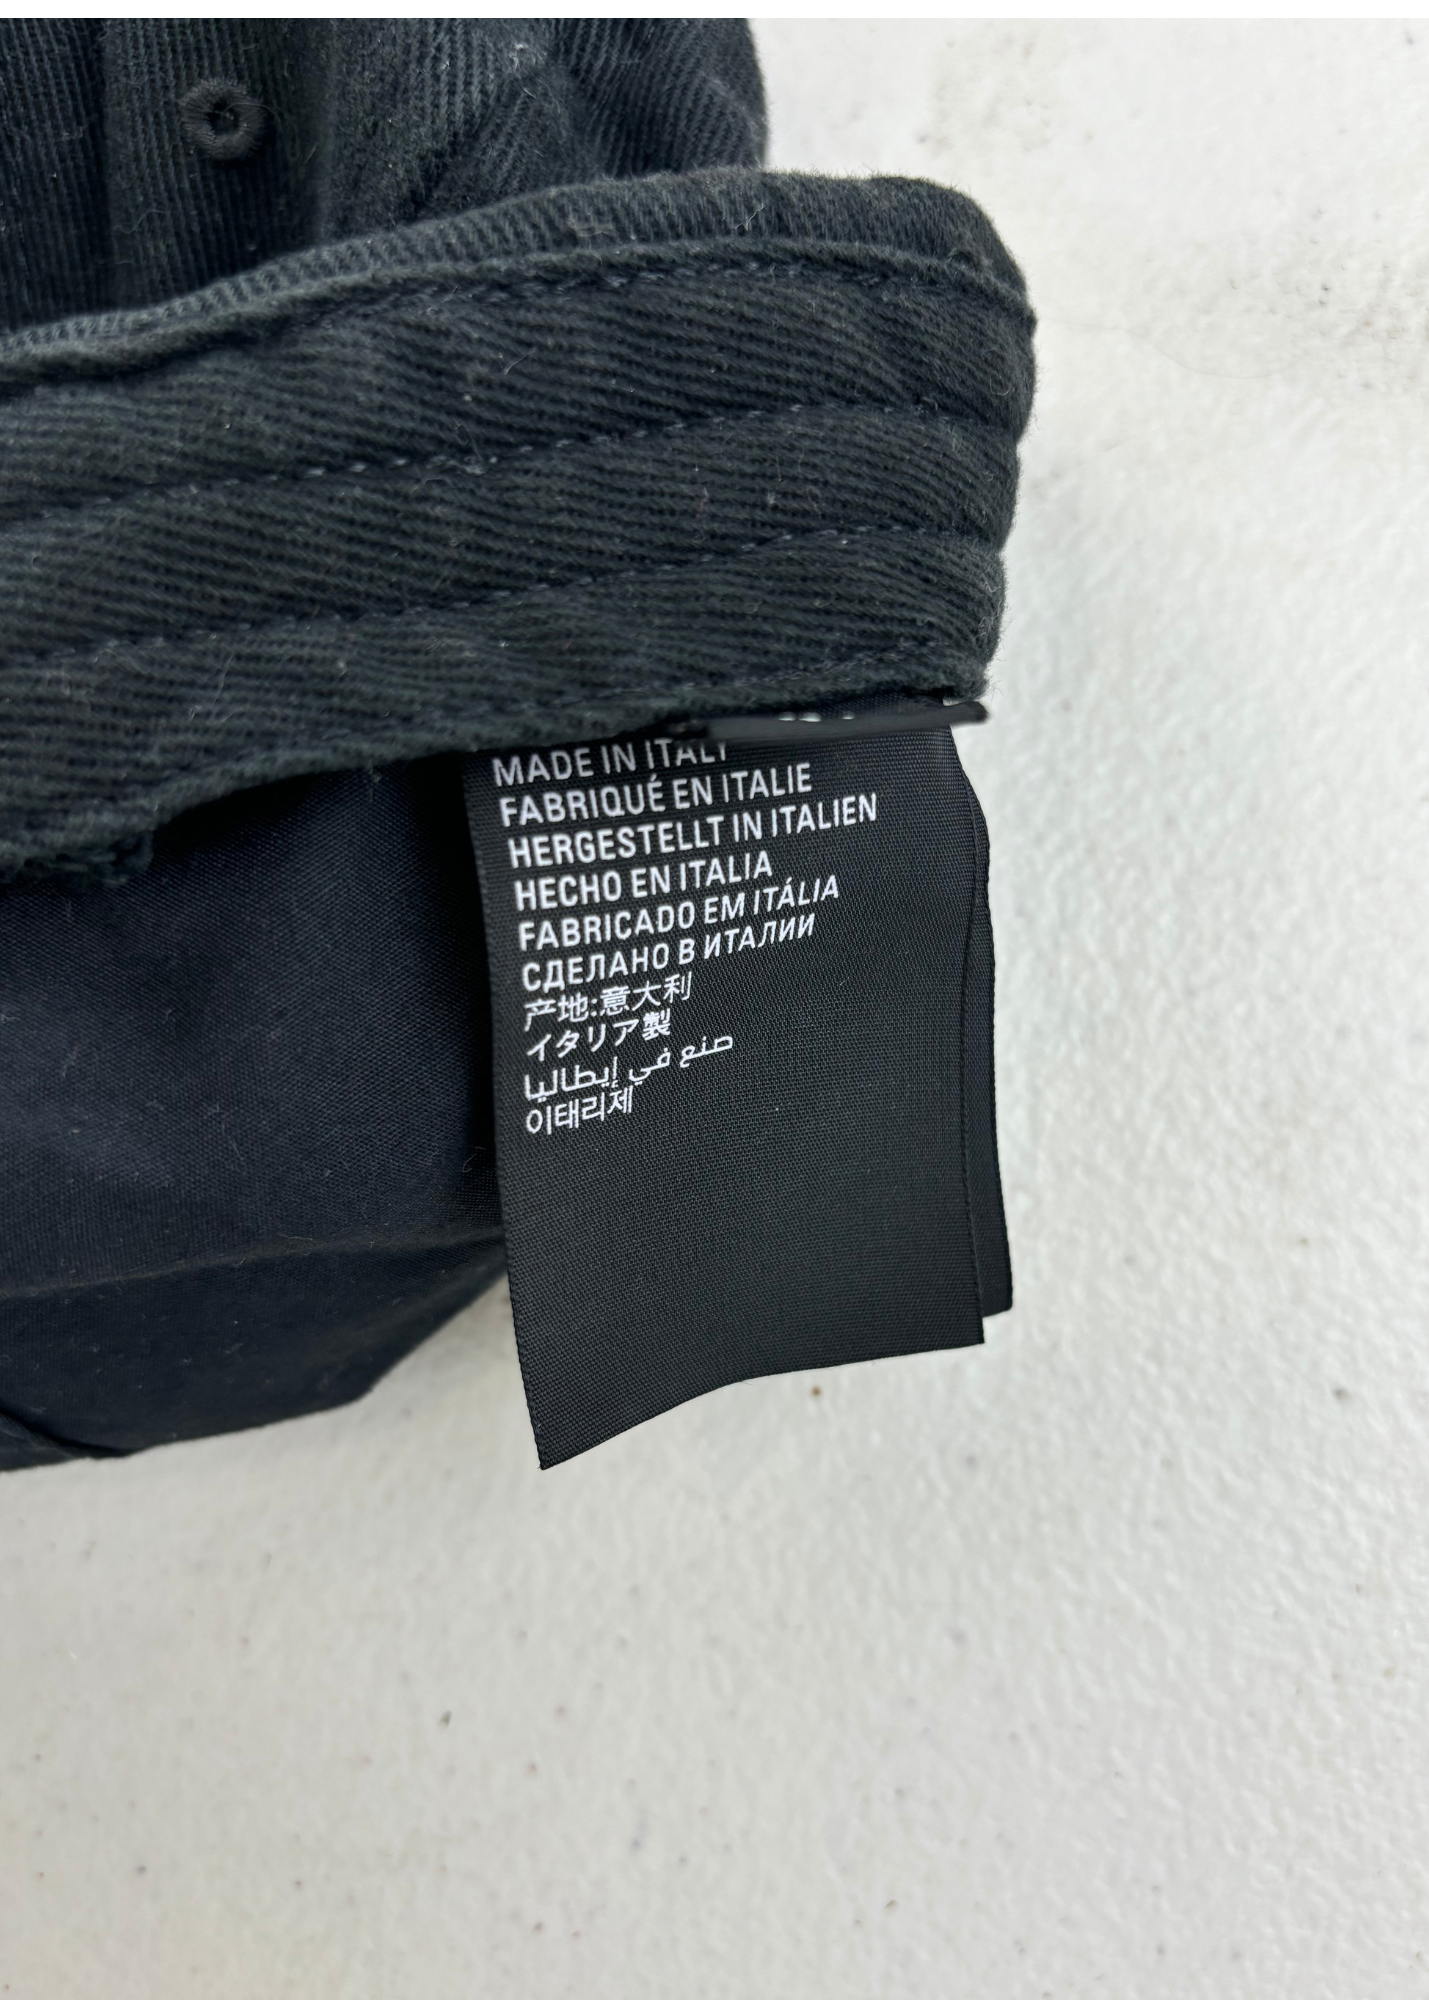 MADE IN ITALY
FABRIQUÉ EN ITALIE
HERGESTELLT IN ITALIEN
HECHO EN ITALIA
FABRICADO EM ITÁLIA
СДЕЛАНО В ИТАЛИИ
产地:意大利
イタリア製
صنع في إيطاليا
이태리제